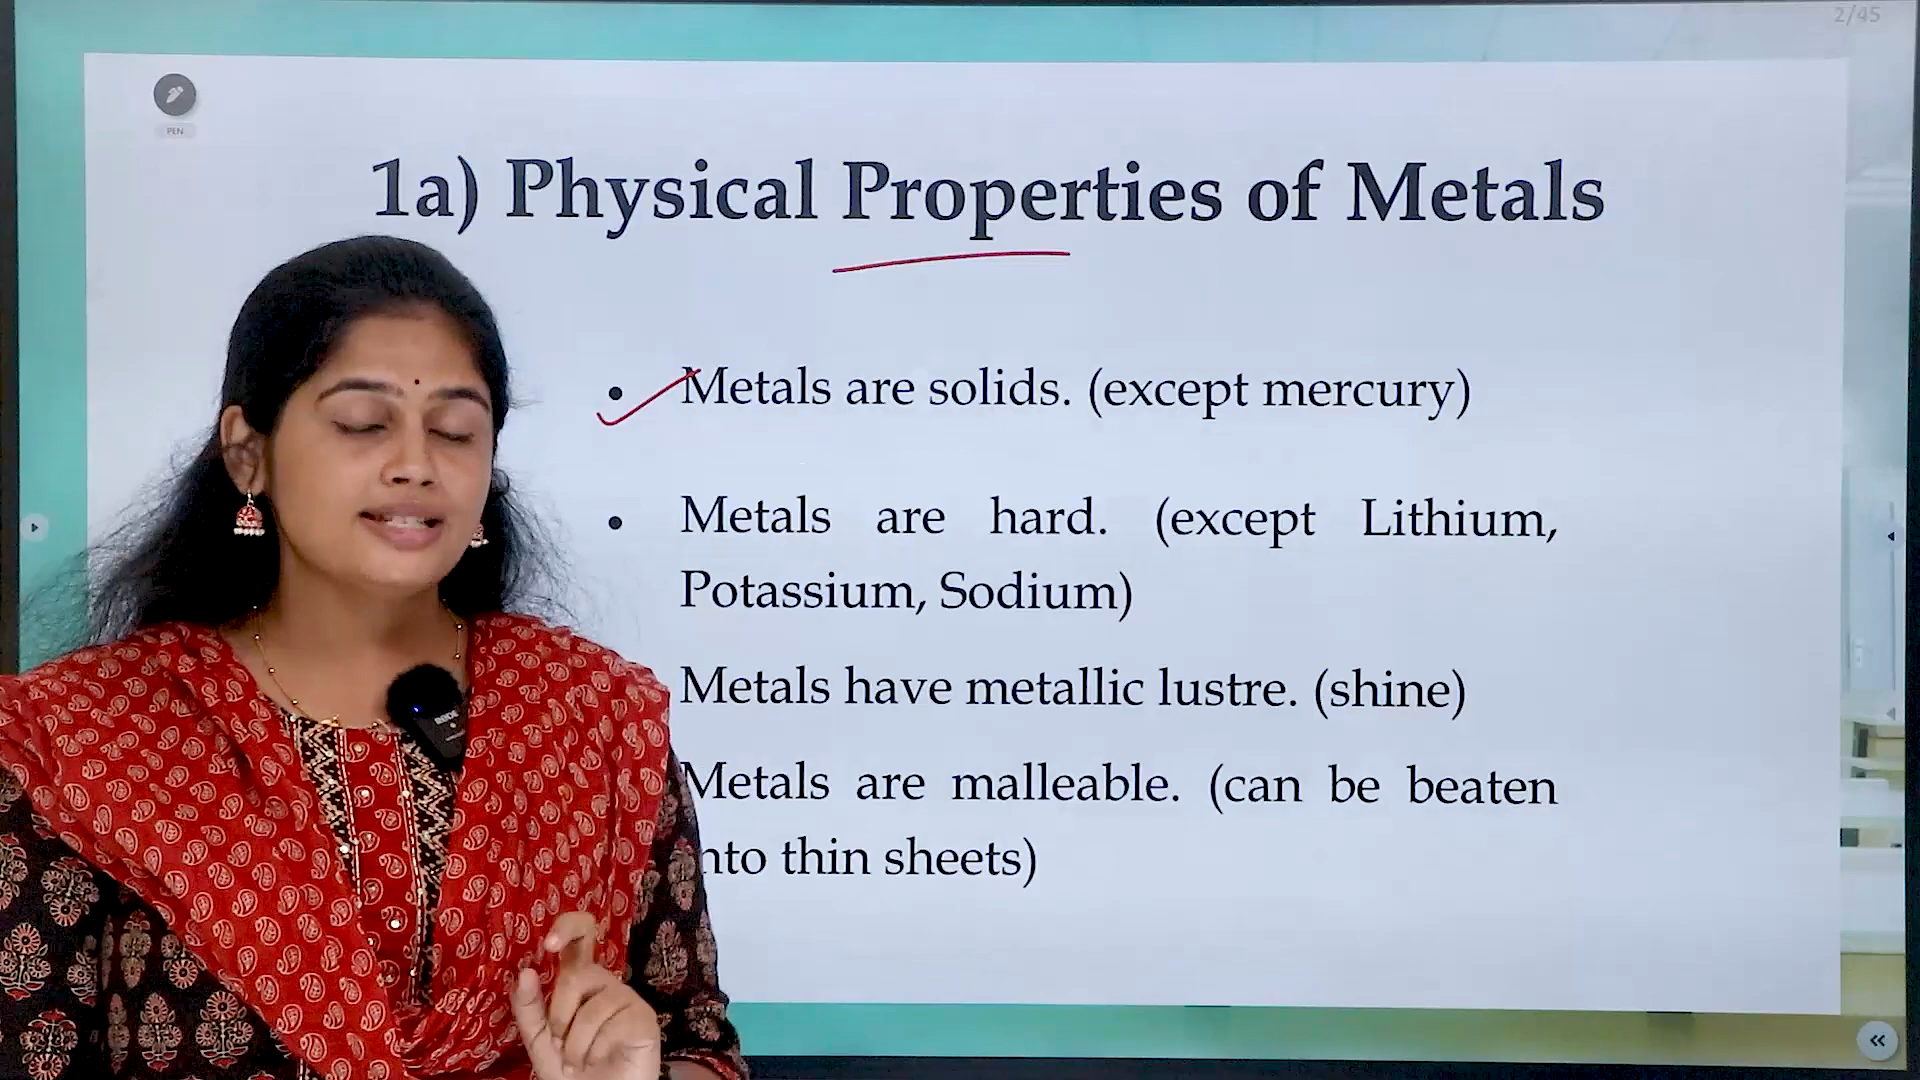 2/45
PEN
1a) Physical Properties of Metals
• Metals are solids. (except mercury)
• Metals are hard. (except Lithium,
Potassium, Sodium)
Metals have metallic lustre. (shine)
Metals are malleable. (can be beaten
nto thin sheets)
RODE